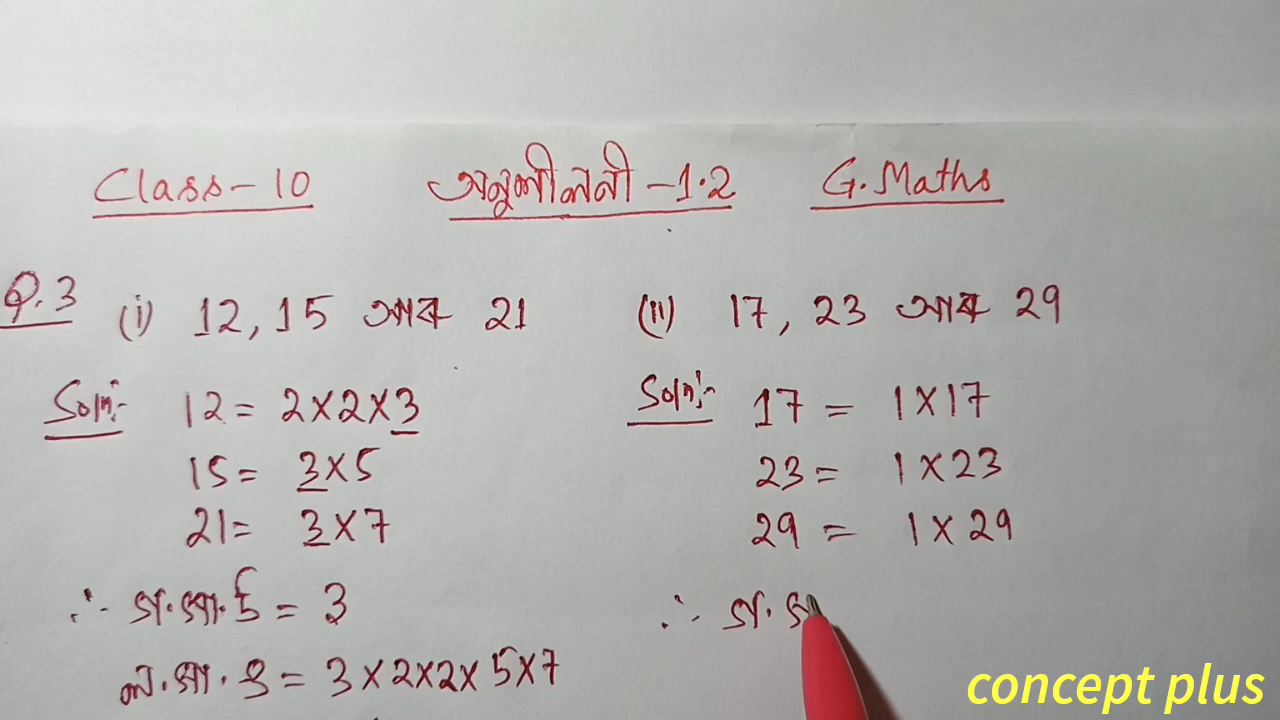 Class-10 অনুশীলনী-1.2 G. Maths
Q.3 (i) 12, 15 আৰু 21
Soln:- 12 = 2×2×3
15 = 3×5
21 = 3×7
∴ গ.সা.উ = 3
ল.সা.গু = 3×2×2×5×7
(ii) 17, 23 আৰু 29
Soln:- 17 = 1×17
23 = 1×23
29 = 1×29
∴ গ.
concept plus